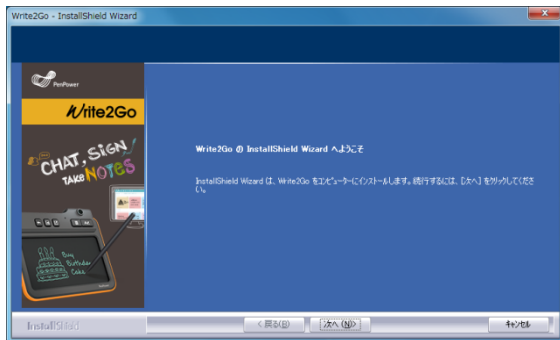 Write2Go - InstallShield Wizard
PenPower
Write2Go
CHAT, SIGN
TAKE NOTES
Big
Birthday
Cake
Write2Go の InstallShield Wizard へようこそ
InstallShield Wizard は、Write2Go をコンピューターにインストールします。続行するには、[次へ] をクリックしてくださ
い。
InstallShield
< 戻る(B)
次へ (N)>
キャンセル